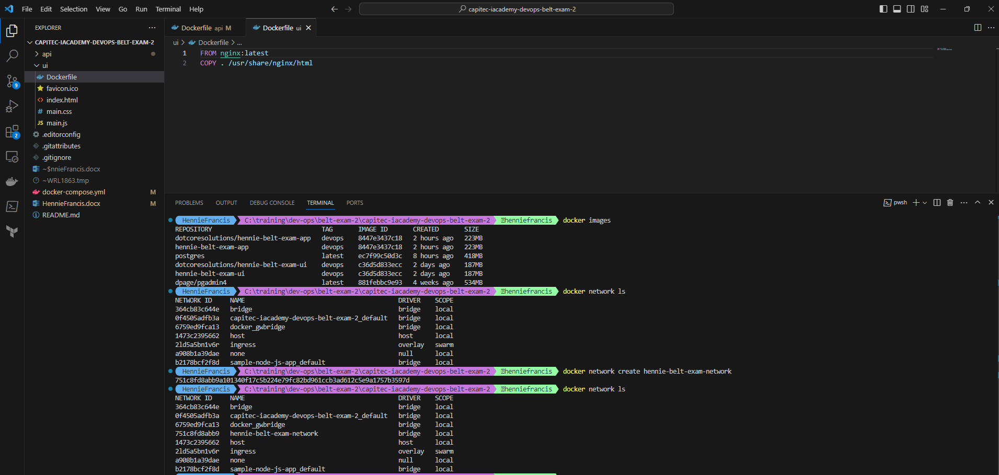 File Edit Selection View Go Run Terminal Help
capitec-iacademy-devops-belt-exam-2
EXPLORER
CAPITEC-IACADEMY-DEVOPS-BELT-EXAM-2
api
ui
Dockerfile
favicon.ico
index.html
# main.css
JS main.js
.editorconfig
.gitattributes
.gitignore
~$nnieFrancis.docx
~WRL1863.tmp
docker-compose.yml M
HennieFrancis.docx M
README.md
9
2
Dockerfile api M
Dockerfile ui
ui > Dockerfile > ...
1 FROM nginx:latest
2 COPY . /usr/share/nginx/html
PROBLEMS OUTPUT DEBUG CONSOLE TERMINAL PORTS
pwsh
HennieFrancis C:\training\dev-ops\belt-exam-2\capitec-iacademy-devops-belt-exam-2 henniefrancis docker images
REPOSITORY TAG IMAGE ID CREATED SIZE
dotcoresolutions/hennie-belt-exam-app devops 8447e3437c18 2 hours ago 223MB
hennie-belt-exam-app devops 8447e3437c18 2 hours ago 223MB
postgres latest ec7f99c50d3c 8 hours ago 418MB
dotcoresolutions/hennie-belt-exam-ui devops c36d5d833ecc 2 days ago 187MB
hennie-belt-exam-ui devops c36d5d833ecc 2 days ago 187MB
dpage/pgadmin4 latest 881febbc9e93 4 weeks ago 534MB
HennieFrancis C:\training\dev-ops\belt-exam-2\capitec-iacademy-devops-belt-exam-2 henniefrancis docker network ls
NETWORK ID NAME DRIVER SCOPE
364cb83c644e bridge bridge local
0f4505adfb3a capitec-iacademy-devops-belt-exam-2_default bridge local
6759ed9fca13 docker_gwbridge bridge local
1473c2395662 host host local
2ld5a5bn1v6r ingress overlay swarm
a908b1a39dae none null local
b2178bcf2f8d sample-node-js-app_default bridge local
HennieFrancis C:\training\dev-ops\belt-exam-2\capitec-iacademy-devops-belt-exam-2 henniefrancis docker network create hennie-belt-exam-network
751c8fd8abb9a101340f17c5b224e79fc82bd961ccb3ad612c5e9a1757b3597d
HennieFrancis C:\training\dev-ops\belt-exam-2\capitec-iacademy-devops-belt-exam-2 henniefrancis docker network ls
NETWORK ID NAME DRIVER SCOPE
364cb83c644e bridge bridge local
0f4505adfb3a capitec-iacademy-devops-belt-exam-2_default bridge local
6759ed9fca13 docker_gwbridge bridge local
751c8fd8abb9 hennie-belt-exam-network bridge local
1473c2395662 host host local
2ld5a5bn1v6r ingress overlay swarm
a908b1a39dae none null local
b2178bcf2f8d sample-node-js-app_default bridge local